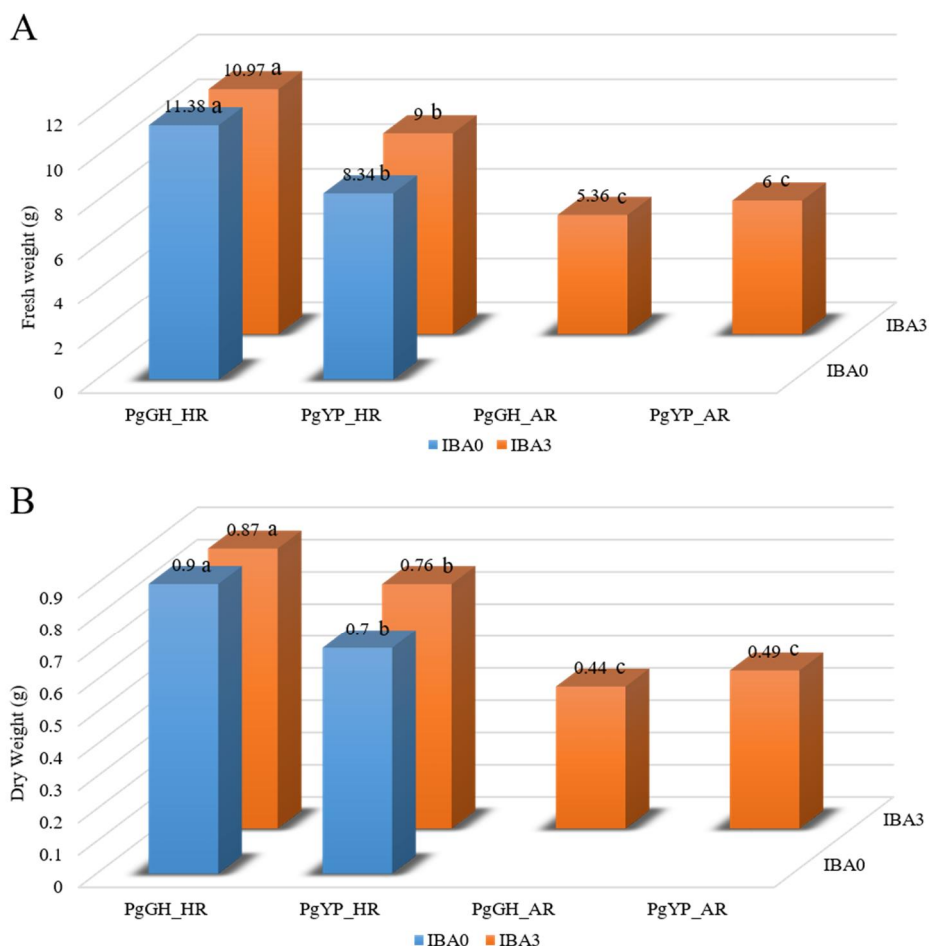 A
10.97 a
11.38 a
9 b
8.34 b
5.36 c
6 c
12
10
8
6
4
2
0
Fresh weight (g)
IBA3
IBA0
PgGH_HR PgYP_HR PgGH_AR PgYP_AR
IBA0 IBA3
B
0.87 a
0.9 a
0.76 b
0.7 b
0.44 c
0.49 c
0.9
0.8
0.7
0.6
0.5
0.4
0.3
0.2
0.1
0
Dry Weight (g)
IBA3
IBA0
PgGH_HR PgYP_HR PgGH_AR PgYP_AR
IBA0 IBA3